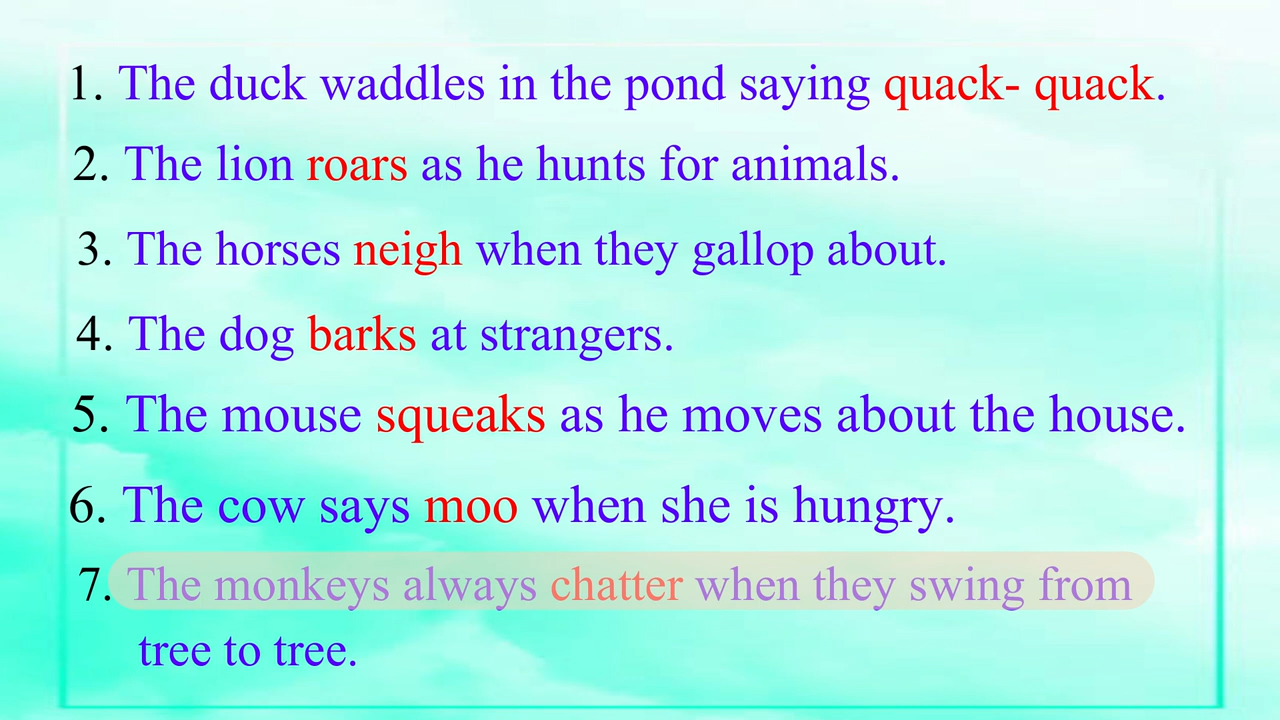 1. The duck waddles in the pond saying quack- quack.
2. The lion roars as he hunts for animals.
3. The horses neigh when they gallop about.
4. The dog barks at strangers.
5. The mouse squeaks as he moves about the house.
6. The cow says moo when she is hungry.
7. The monkeys always chatter when they swing from
tree to tree.